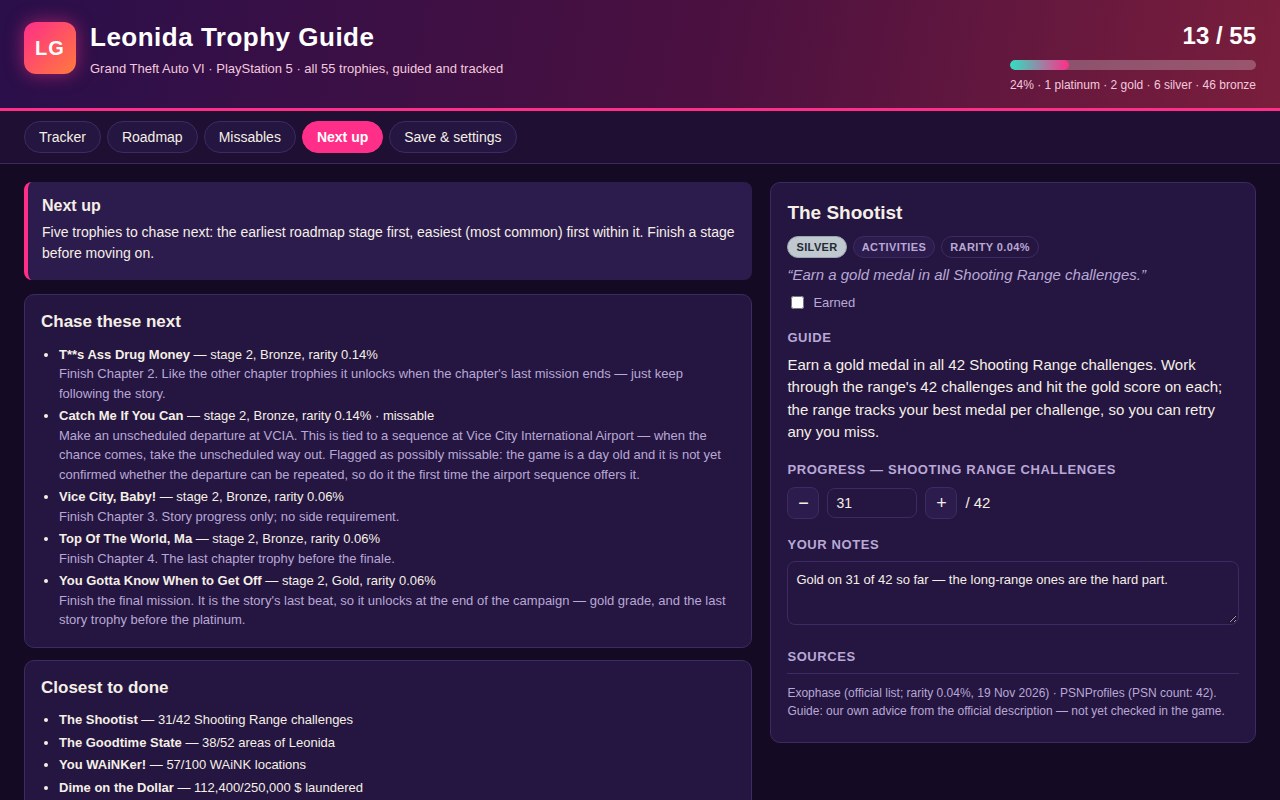 LG
Leonida Trophy Guide
Grand Theft Auto VI · PlayStation 5 · all 55 trophies, guided and tracked
13 / 55
24% · 1 platinum · 2 gold · 6 silver · 46 bronze
Tracker
Roadmap
Missables
Next up
Save & settings
Next up
Five trophies to chase next: the earliest roadmap stage first, easiest (most common) first within it. Finish a stage
before moving on.
Chase these next
T**s Ass Drug Money — stage 2, Bronze, rarity 0.14%
Finish Chapter 2. Like the other chapter trophies it unlocks when the chapter's last mission ends — just keep
following the story.
Catch Me If You Can — stage 2, Bronze, rarity 0.14% · missable
Make an unscheduled departure at VCIA. This is tied to a sequence at Vice City International Airport — when the
chance comes, take the unscheduled way out. Flagged as possibly missable: the game is a day old and it is not yet
confirmed whether the departure can be repeated, so do it the first time the airport sequence offers it.
Vice City, Baby! — stage 2, Bronze, rarity 0.06%
Finish Chapter 3. Story progress only; no side requirement.
Top Of The World, Ma — stage 2, Bronze, rarity 0.06%
Finish Chapter 4. The last chapter trophy before the finale.
You Gotta Know When to Get Off — stage 2, Gold, rarity 0.06%
Finish the final mission. It is the story's last beat, so it unlocks at the end of the campaign — gold grade, and the last
story trophy before the platinum.
Closest to done
The Shootist — 31/42 Shooting Range challenges
The Goodtime State — 38/52 areas of Leonida
You WAiNKer! — 57/100 WAiNK locations
Dime on the Dollar — 112,400/250,000 $ laundered
The Shootist
SILVER
ACTIVITIES
RARITY 0.04%
“Earn a gold medal in all Shooting Range challenges.”
Earned
GUIDE
Earn a gold medal in all 42 Shooting Range challenges. Work
through the range's 42 challenges and hit the gold score on each;
the range tracks your best medal per challenge, so you can retry
any you miss.
PROGRESS — SHOOTING RANGE CHALLENGES
− 31 + / 42
YOUR NOTES
Gold on 31 of 42 so far — the long-range ones are the hard part.
SOURCES
Exophase (official list; rarity 0.04%, 19 Nov 2026) · PSNProfiles (PSN count: 42).
Guide: our own advice from the official description — not yet checked in the game.